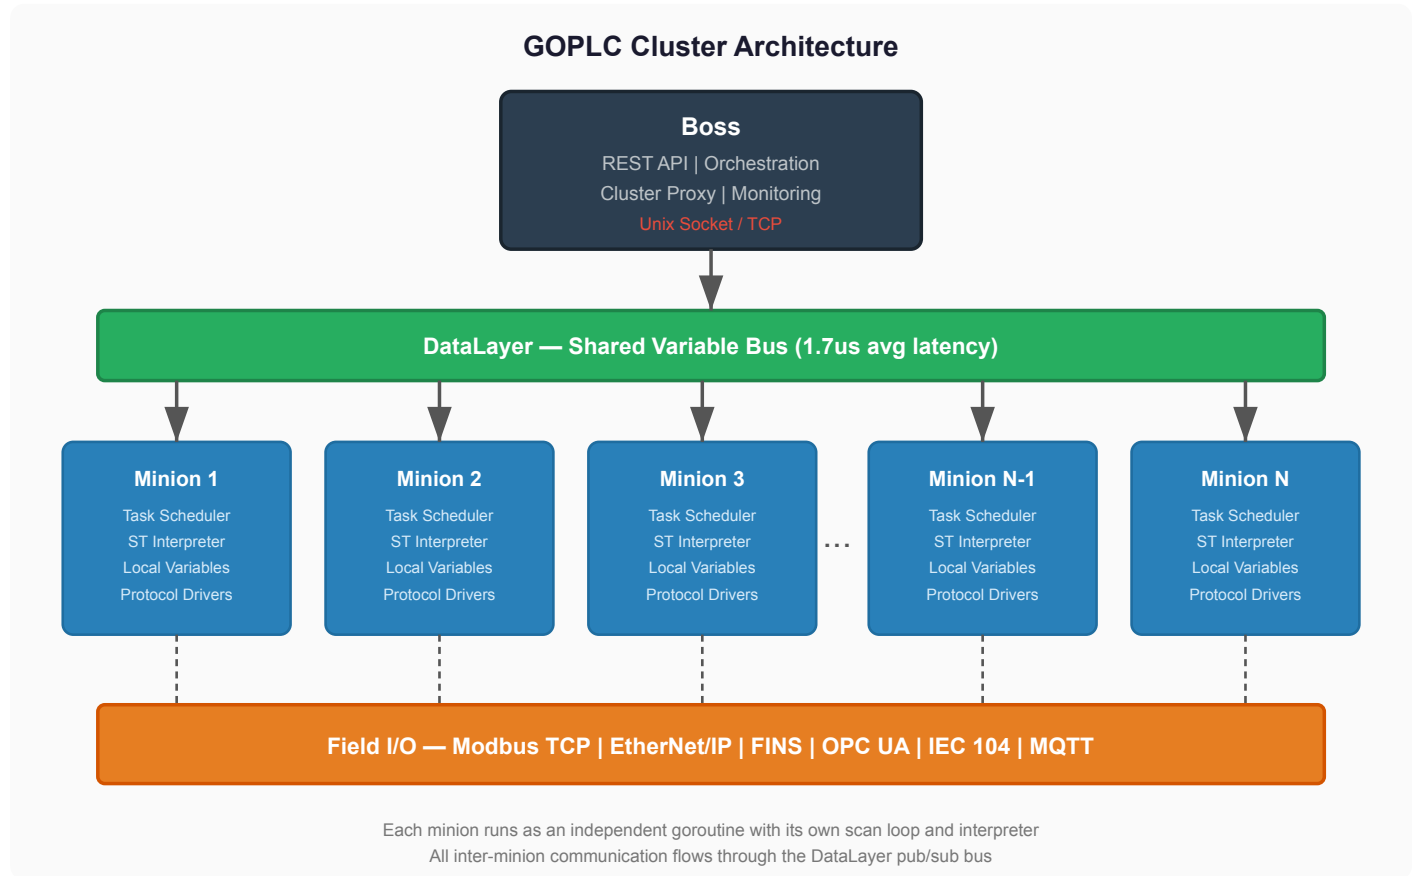 GOPLC Cluster Architecture
Boss
REST API | Orchestration
Cluster Proxy | Monitoring
Unix Socket / TCP
DataLayer — Shared Variable Bus (1.7us avg latency)
Minion 1
Task Scheduler
ST Interpreter
Local Variables
Protocol Drivers
Minion 2
Task Scheduler
ST Interpreter
Local Variables
Protocol Drivers
Minion 3
Task Scheduler
ST Interpreter
Local Variables
Protocol Drivers
...
Minion N-1
Task Scheduler
ST Interpreter
Local Variables
Protocol Drivers
Minion N
Task Scheduler
ST Interpreter
Local Variables
Protocol Drivers
Field I/O — Modbus TCP | EtherNet/IP | FINS | OPC UA | IEC 104 | MQTT
Each minion runs as an independent goroutine with its own scan loop and interpreter
All inter-minion communication flows through the DataLayer pub/sub bus